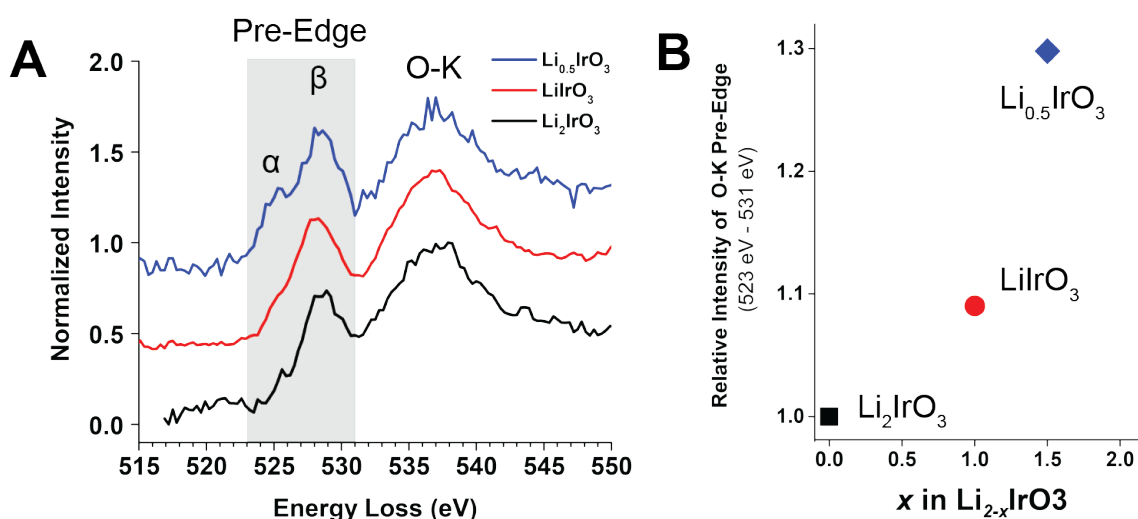 A
Pre-Edge
α
β
O-K
Li0.5IrO3
LiIrO3
Li2IrO3
Normalized Intensity
2.0
1.5
1.0
0.5
0.0
515 520 525 530 535 540 545 550
Energy Loss (eV)
B
Relative Intensity of O-K Pre-Edge
(523 eV - 531 eV)
1.3
1.2
1.1
1.0
Li0.5IrO3
LiIrO3
Li2IrO3
0.0 0.5 1.0 1.5 2.0
x in Li2-xIrO3